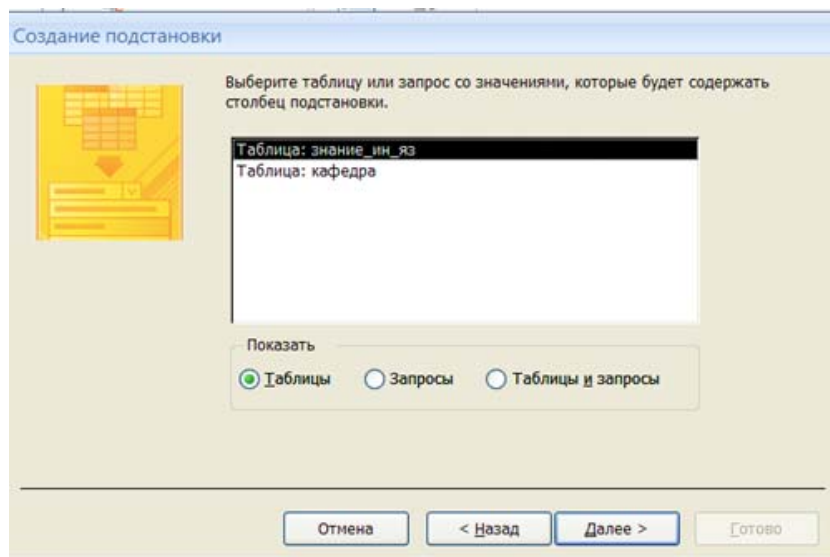 Создание подстановки
Выберите таблицу или запрос со значениями, которые будет содержать
столбец подстановки.
Таблица: знание_ин_яз
Таблица: кафедра
Показать
Таблицы Запросы Таблицы и запросы
Отмена < Назад Далее > Готово